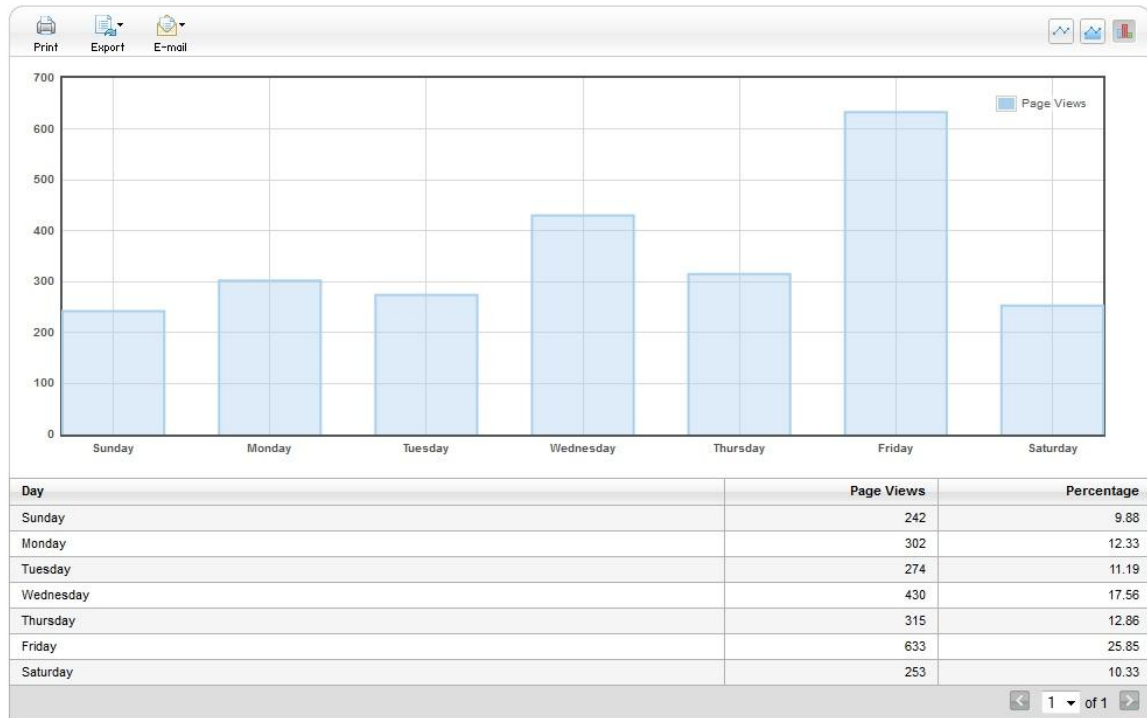 Print Export E-mail
700
Page Views
600
500
400
300
200
100
0
Sunday Monday Tuesday Wednesday Thursday Friday Saturday
Day Page Views Percentage
Sunday 242 9.88
Monday 302 12.33
Tuesday 274 11.19
Wednesday 430 17.56
Thursday 315 12.86
Friday 633 25.85
Saturday 253 10.33
1 of 1